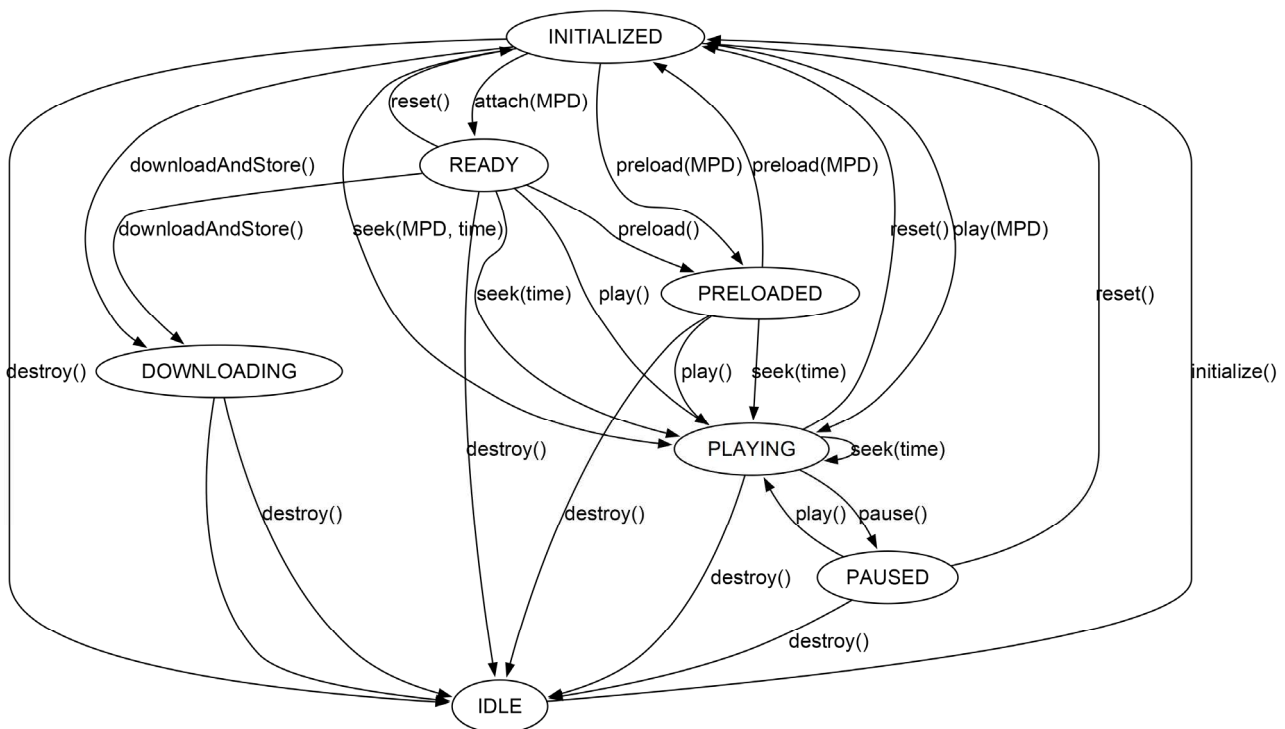 INITIALIZED
reset()
attach(MPD)
downloadAndStore()
READY
preload(MPD)
preload(MPD)
downloadAndStore()
seek(MPD, time)
preload()
reset()
play(MPD)
seek(time)
play()
PRELOADED
reset()
destroy()
DOWNLOADING
play()
seek(time)
initialize()
destroy()
PLAYING
seek(time)
destroy()
destroy()
play()
pause()
destroy()
PAUSED
destroy()
IDLE